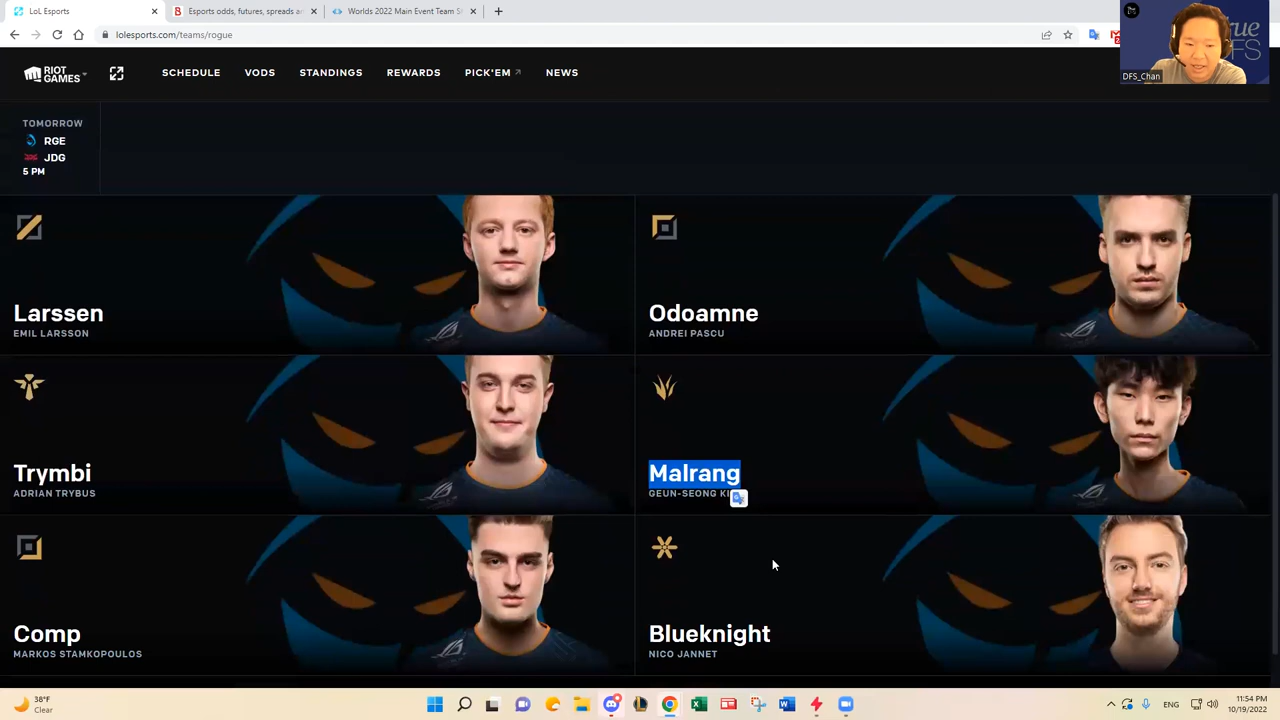 LoL Esports
Esports odds, futures, spreads ar
Worlds 2022 Main Event Team S
lolesports.com/teams/rogue
RIOT GAMES
SCHEDULE
VODS
STANDINGS
REWARDS
PICK'EM
NEWS
DFS_Chan
TOMORROW
RGE
JDG
5 PM
Larssen
EMIL LARSSON
Odoamne
ANDREI PASCU
Trymbi
ADRIAN TRYBUS
Malrang
GEUN-SEONG
Comp
MARKOS STAMKOPOULOS
Blueknight
NICO JANNET
38°F
Clear
ENG
11:54 PM
10/19/2022